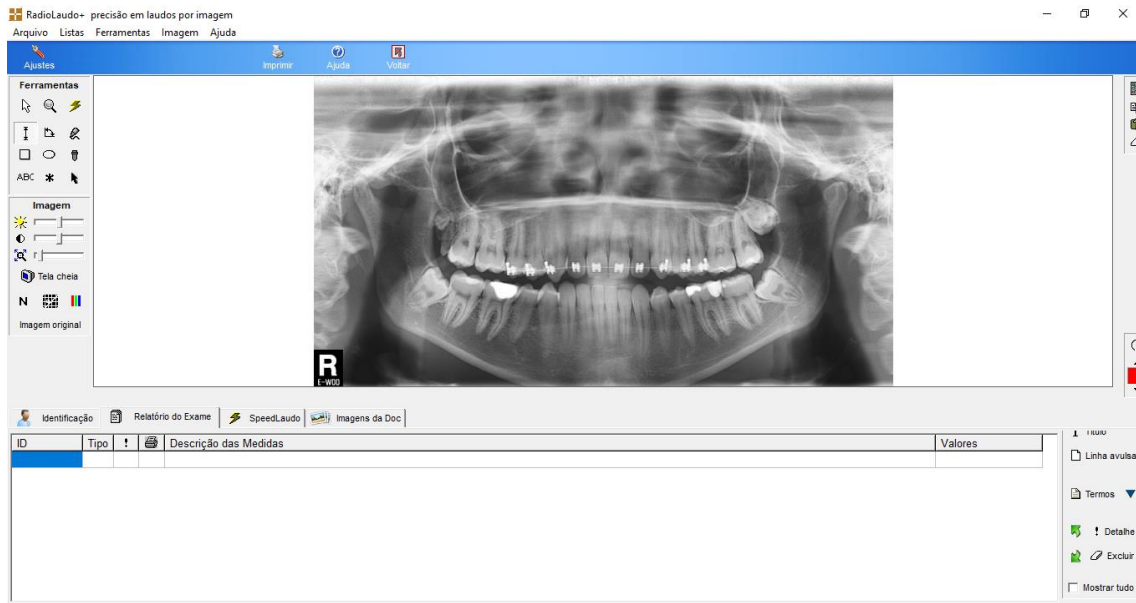 RadioLaudo+ precisão em laudos por imagem
Arquivo Listas Ferramentas Imagem Ajuda
Ajustes Imprimir Ajuda Voltar
Ferramentas
ABC
Imagem
Tela cheia
N
Imagem original
R
E-WOO
Identificação Relatório do Exame SpeedLaudo Imagens da Doc
ID Tipo ! Descrição das Medidas Valores
Título
Linha avulsa
Termos
! Detalhe
Excluir
Mostrar tudo